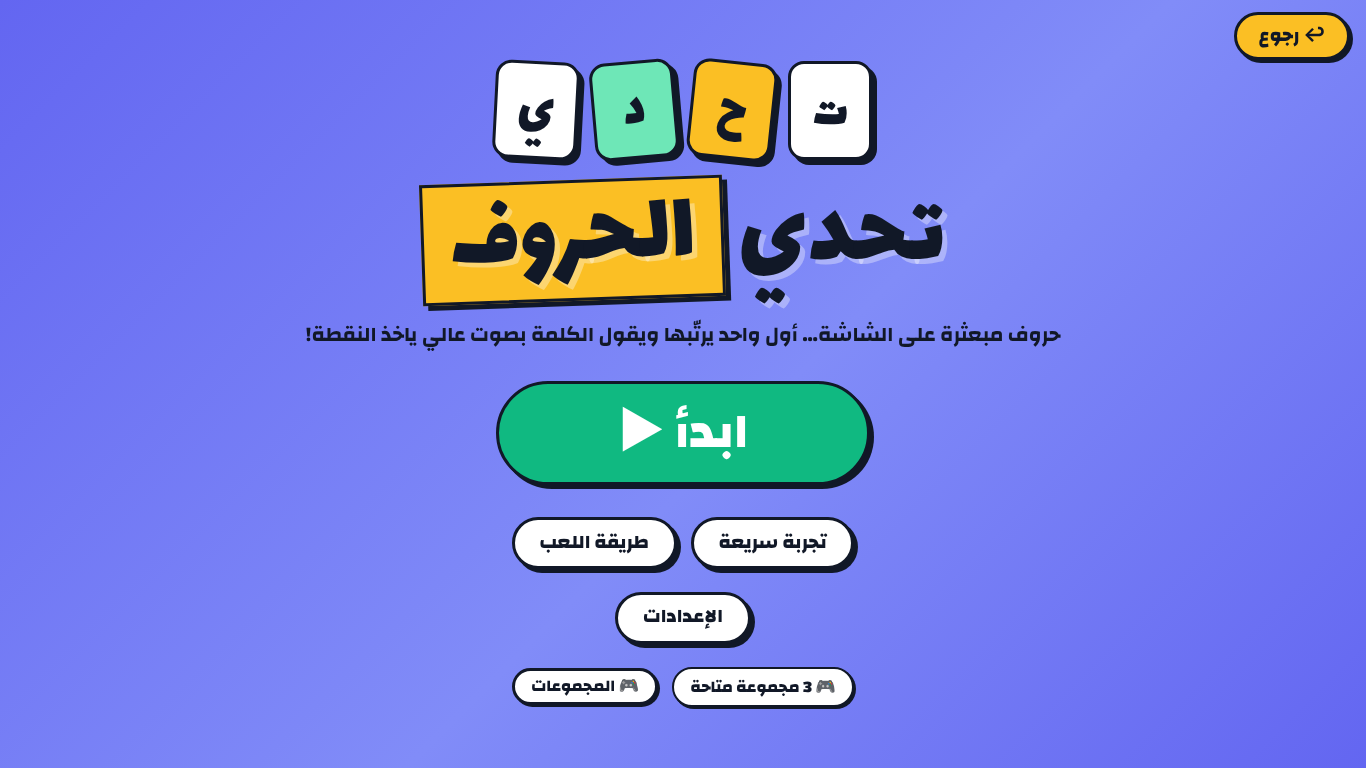 ↩ رجوع
ت ح د ي
تحدي الحروف
حروف مبعثرة على الشاشة... أول واحد يرتّبها ويقول الكلمة بصوت عالي ياخذ النقطة!
ابدأ ▶
تجربة سريعة
طريقة اللعب
الإعدادات
🎮 3 مجموعة متاحة
🎮 المجموعات